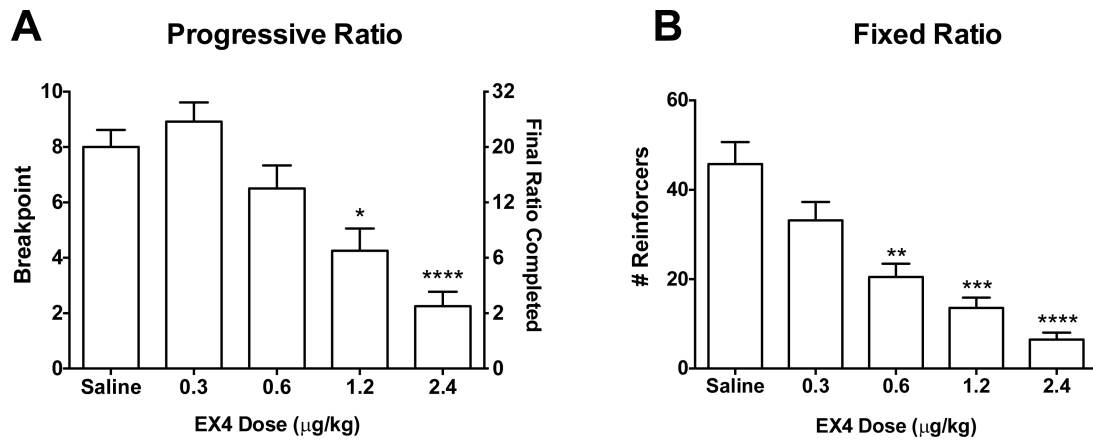 A
Progressive Ratio
10
8
6
4
2
0
Breakpoint
32
20
12
6
2
0
Final Ratio Completed
*
****
Saline 0.3 0.6 1.2 2.4
EX4 Dose (μg/kg)
B
Fixed Ratio
60
40
20
0
# Reinforcers
**
***
****
Saline 0.3 0.6 1.2 2.4
EX4 Dose (μg/kg)